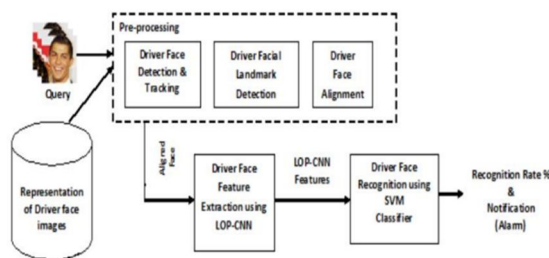 Pre-processing
Driver Face
Detection &
Tracking
Driver Facial
Landmark
Detection
Driver
Face
Alignment
Query
Representation
of Driver face
images
Aligned
Face
Driver Face
Feature
Extraction using
LOP-CNN
LOP-CNN
Features
Driver Face
Recognition using
SVM
Classifier
Recognition Rate %
&
Notification
(Alarm)